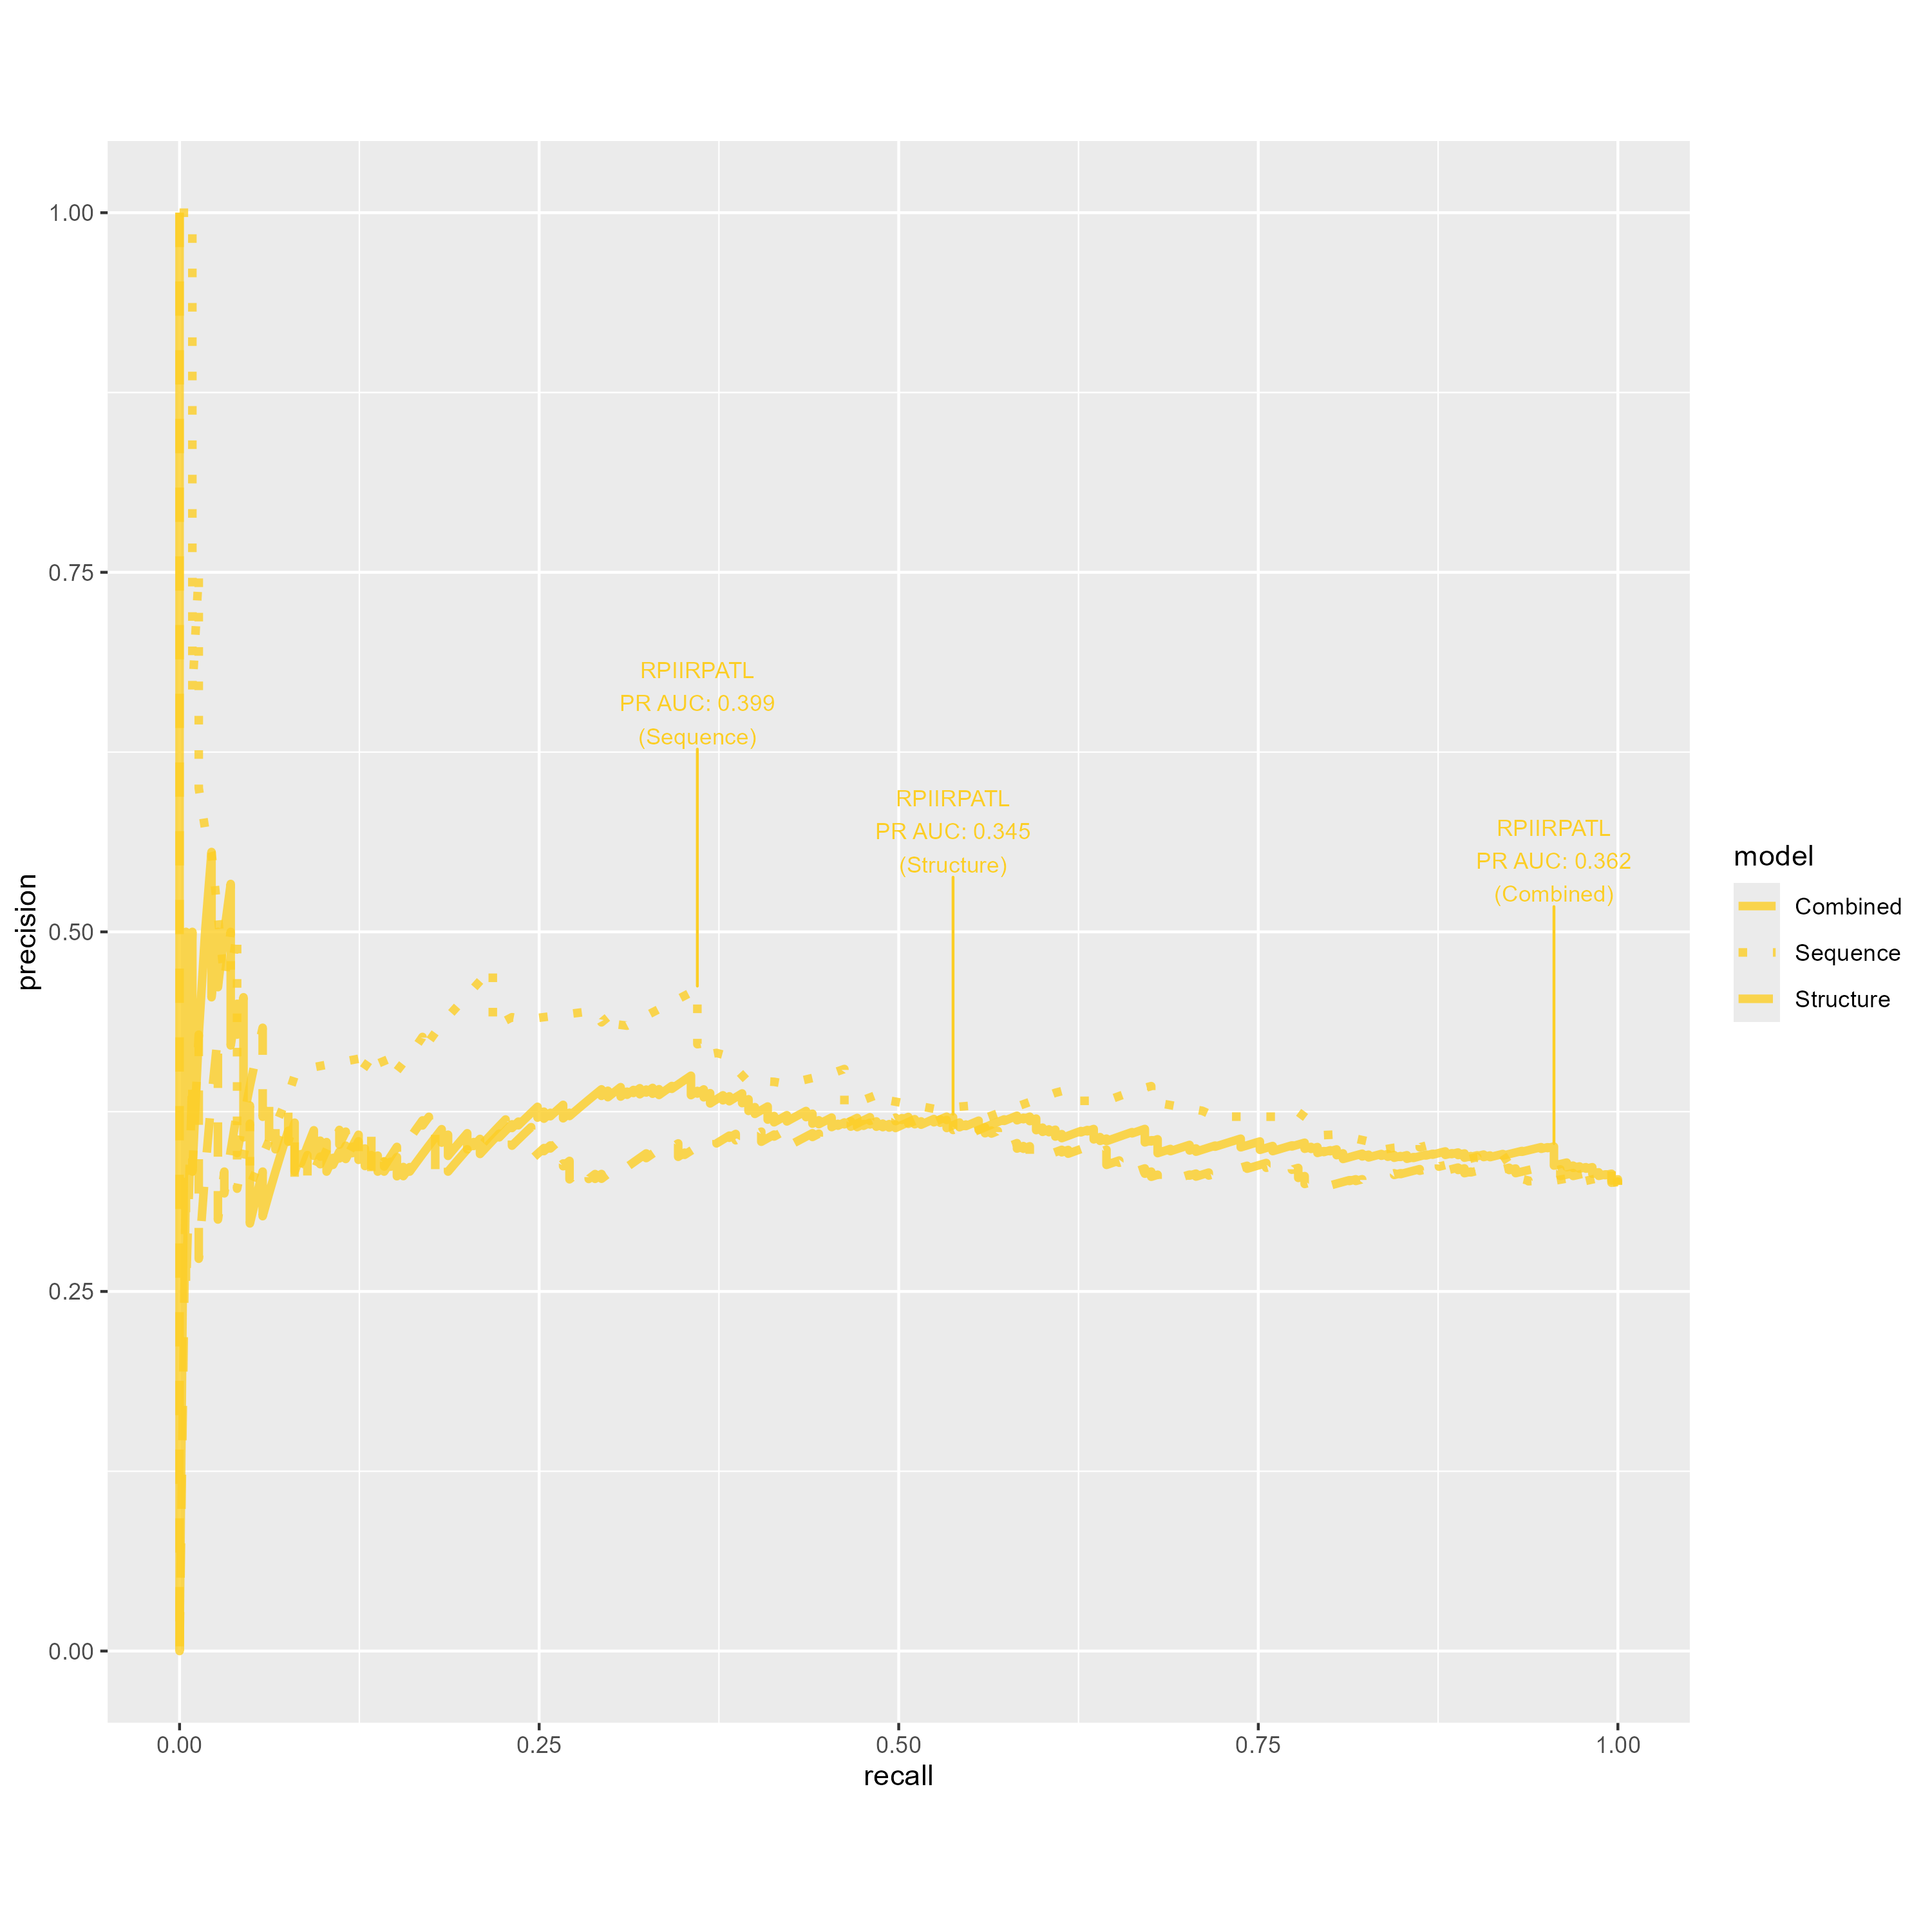 1.00
0.75
0.50
0.25
0.00
precision
RPIIRPATL
PR AUC: 0.399
(Sequence)
RPIIRPATL
PR AUC: 0.345
(Structure)
RPIIRPATL
PR AUC: 0.362
(Combined)
model
Combined
Sequence
Structure
0.00
0.25
0.50
0.75
1.00
recall